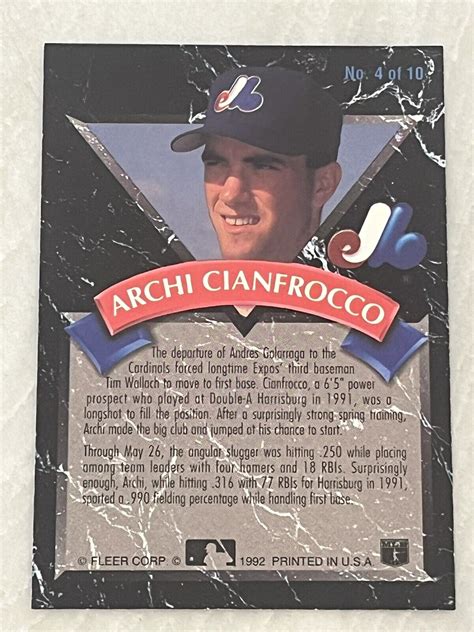 No. 4 of 10
ARCHI CIANFROCCO
The departure of Andres Galarraga to the
Cardinals forced longtime Expos' third baseman
Tim Wallach to move to first base. Cianfrocco, a 6'5" power
prospect who played at Double-A Harrisburg in 1991, was a
longshot to fill the position. After a surprisingly strong spring training,
Archi made the big club and jumped at his chance to start.
Through May 26, the angular slugger was hitting .250 while placing
among team leaders with four homers and 18 RBIs. Surprisingly
enough, Archi, while hitting .316 with 77 RBIs for Harrisburg in 1991,
sported a .990 fielding percentage while handling first base.
© FLEER CORP. © 1992 PRINTED IN U.S.A